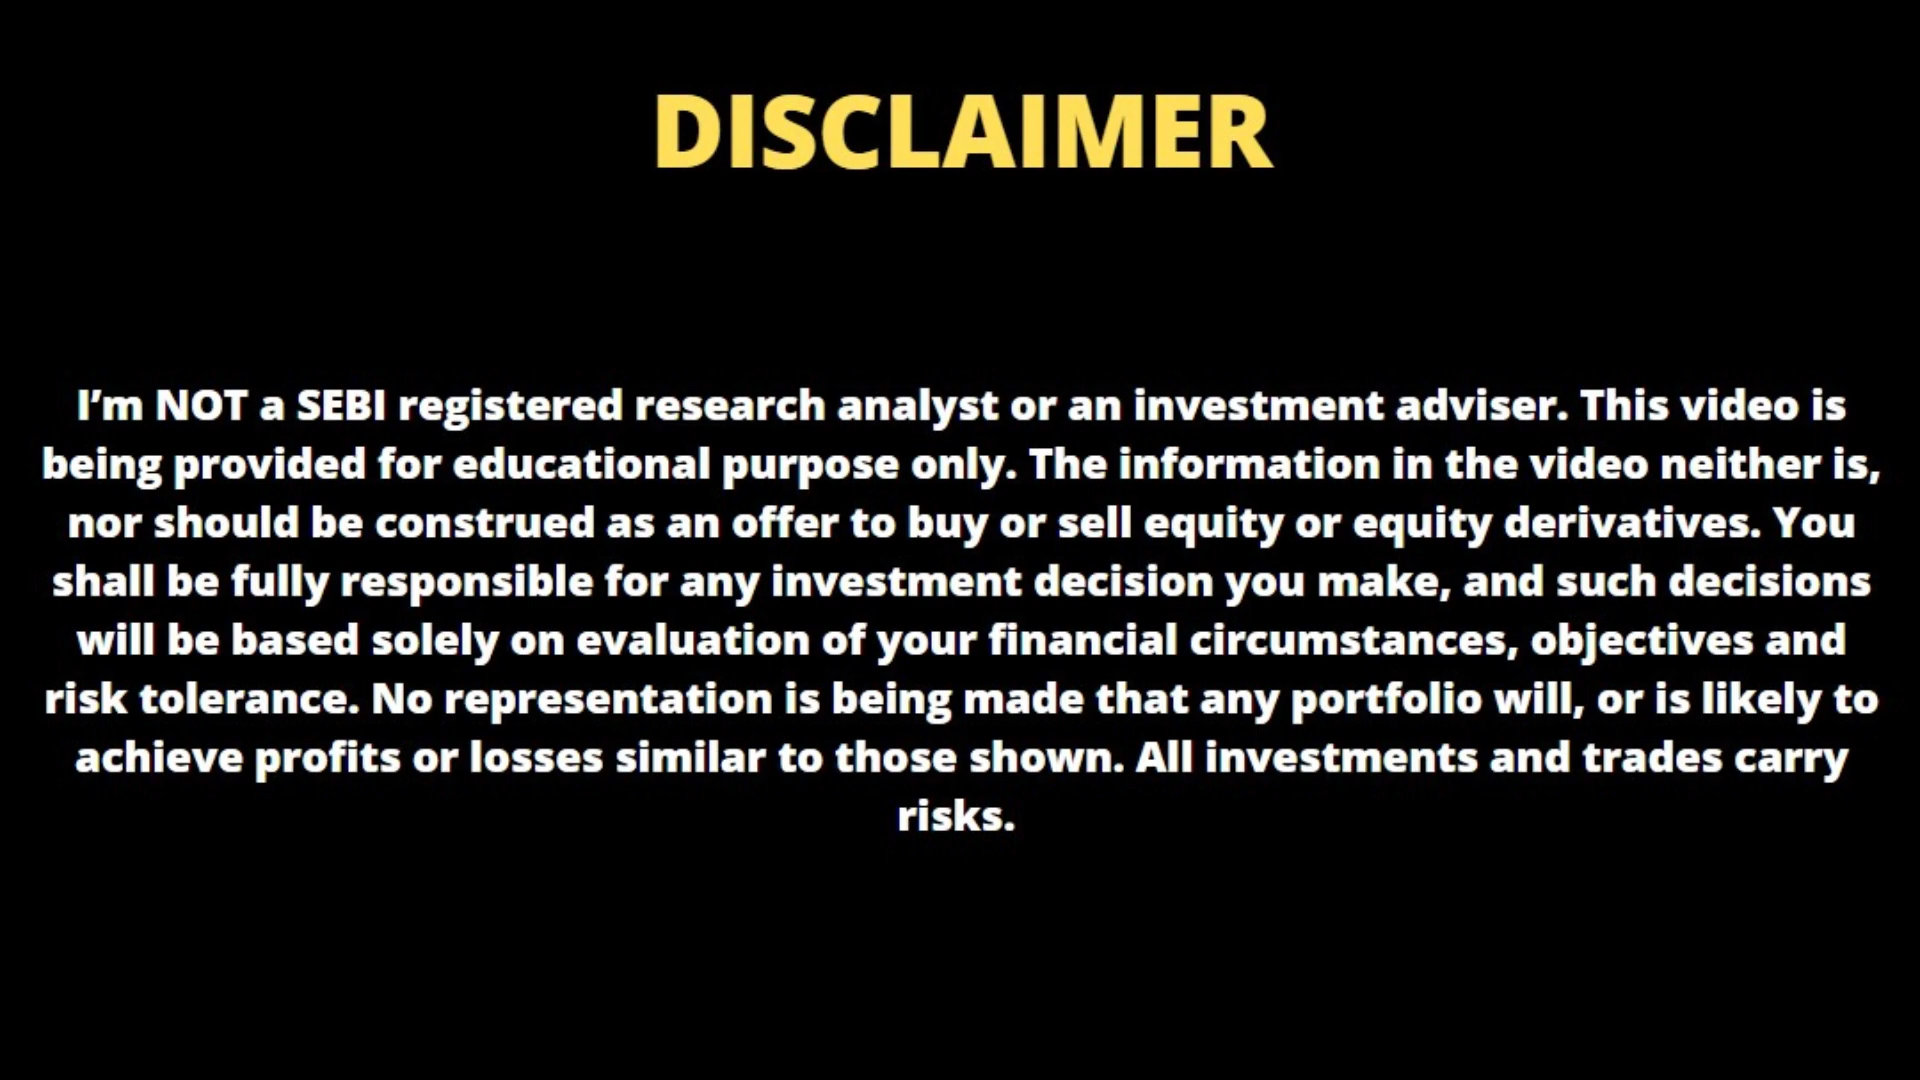 DISCLAIMER
I’m NOT a SEBI registered research analyst or an investment adviser. This video is
being provided for educational purpose only. The information in the video neither is,
nor should be construed as an offer to buy or sell equity or equity derivatives. You
shall be fully responsible for any investment decision you make, and such decisions
will be based solely on evaluation of your financial circumstances, objectives and
risk tolerance. No representation is being made that any portfolio will, or is likely to
achieve profits or losses similar to those shown. All investments and trades carry
risks.